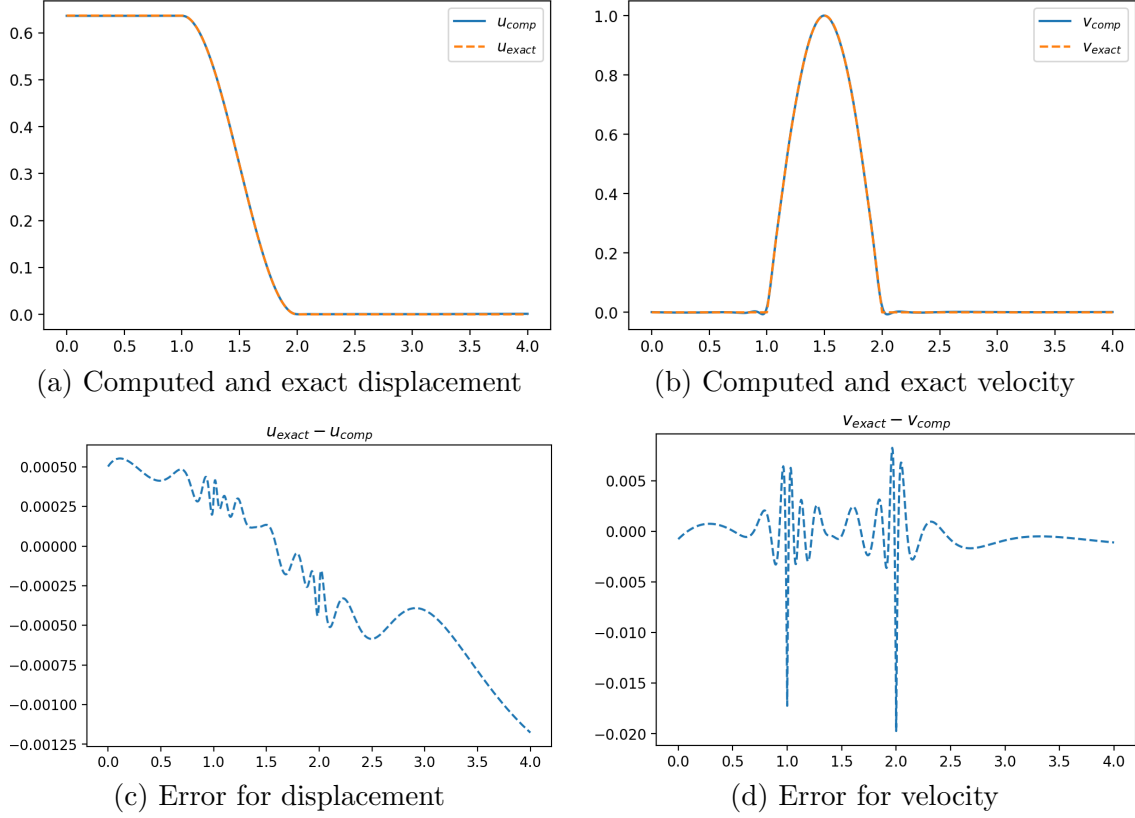 0.6
0.5
0.4
0.3
0.2
0.1
0.0
0.0 0.5 1.0 1.5 2.0 2.5 3.0 3.5 4.0
u_comp
u_exact
(a) Computed and exact displacement
1.0
0.8
0.6
0.4
0.2
0.0
0.0 0.5 1.0 1.5 2.0 2.5 3.0 3.5 4.0
v_comp
v_exact
(b) Computed and exact velocity
u_exact − u_comp
0.00050
0.00025
0.00000
−0.00025
−0.00050
−0.00075
−0.00100
−0.00125
0.0 0.5 1.0 1.5 2.0 2.5 3.0 3.5 4.0
(c) Error for displacement
v_exact − v_comp
0.005
0.000
−0.005
−0.010
−0.015
−0.020
0.0 0.5 1.0 1.5 2.0 2.5 3.0 3.5 4.0
(d) Error for velocity